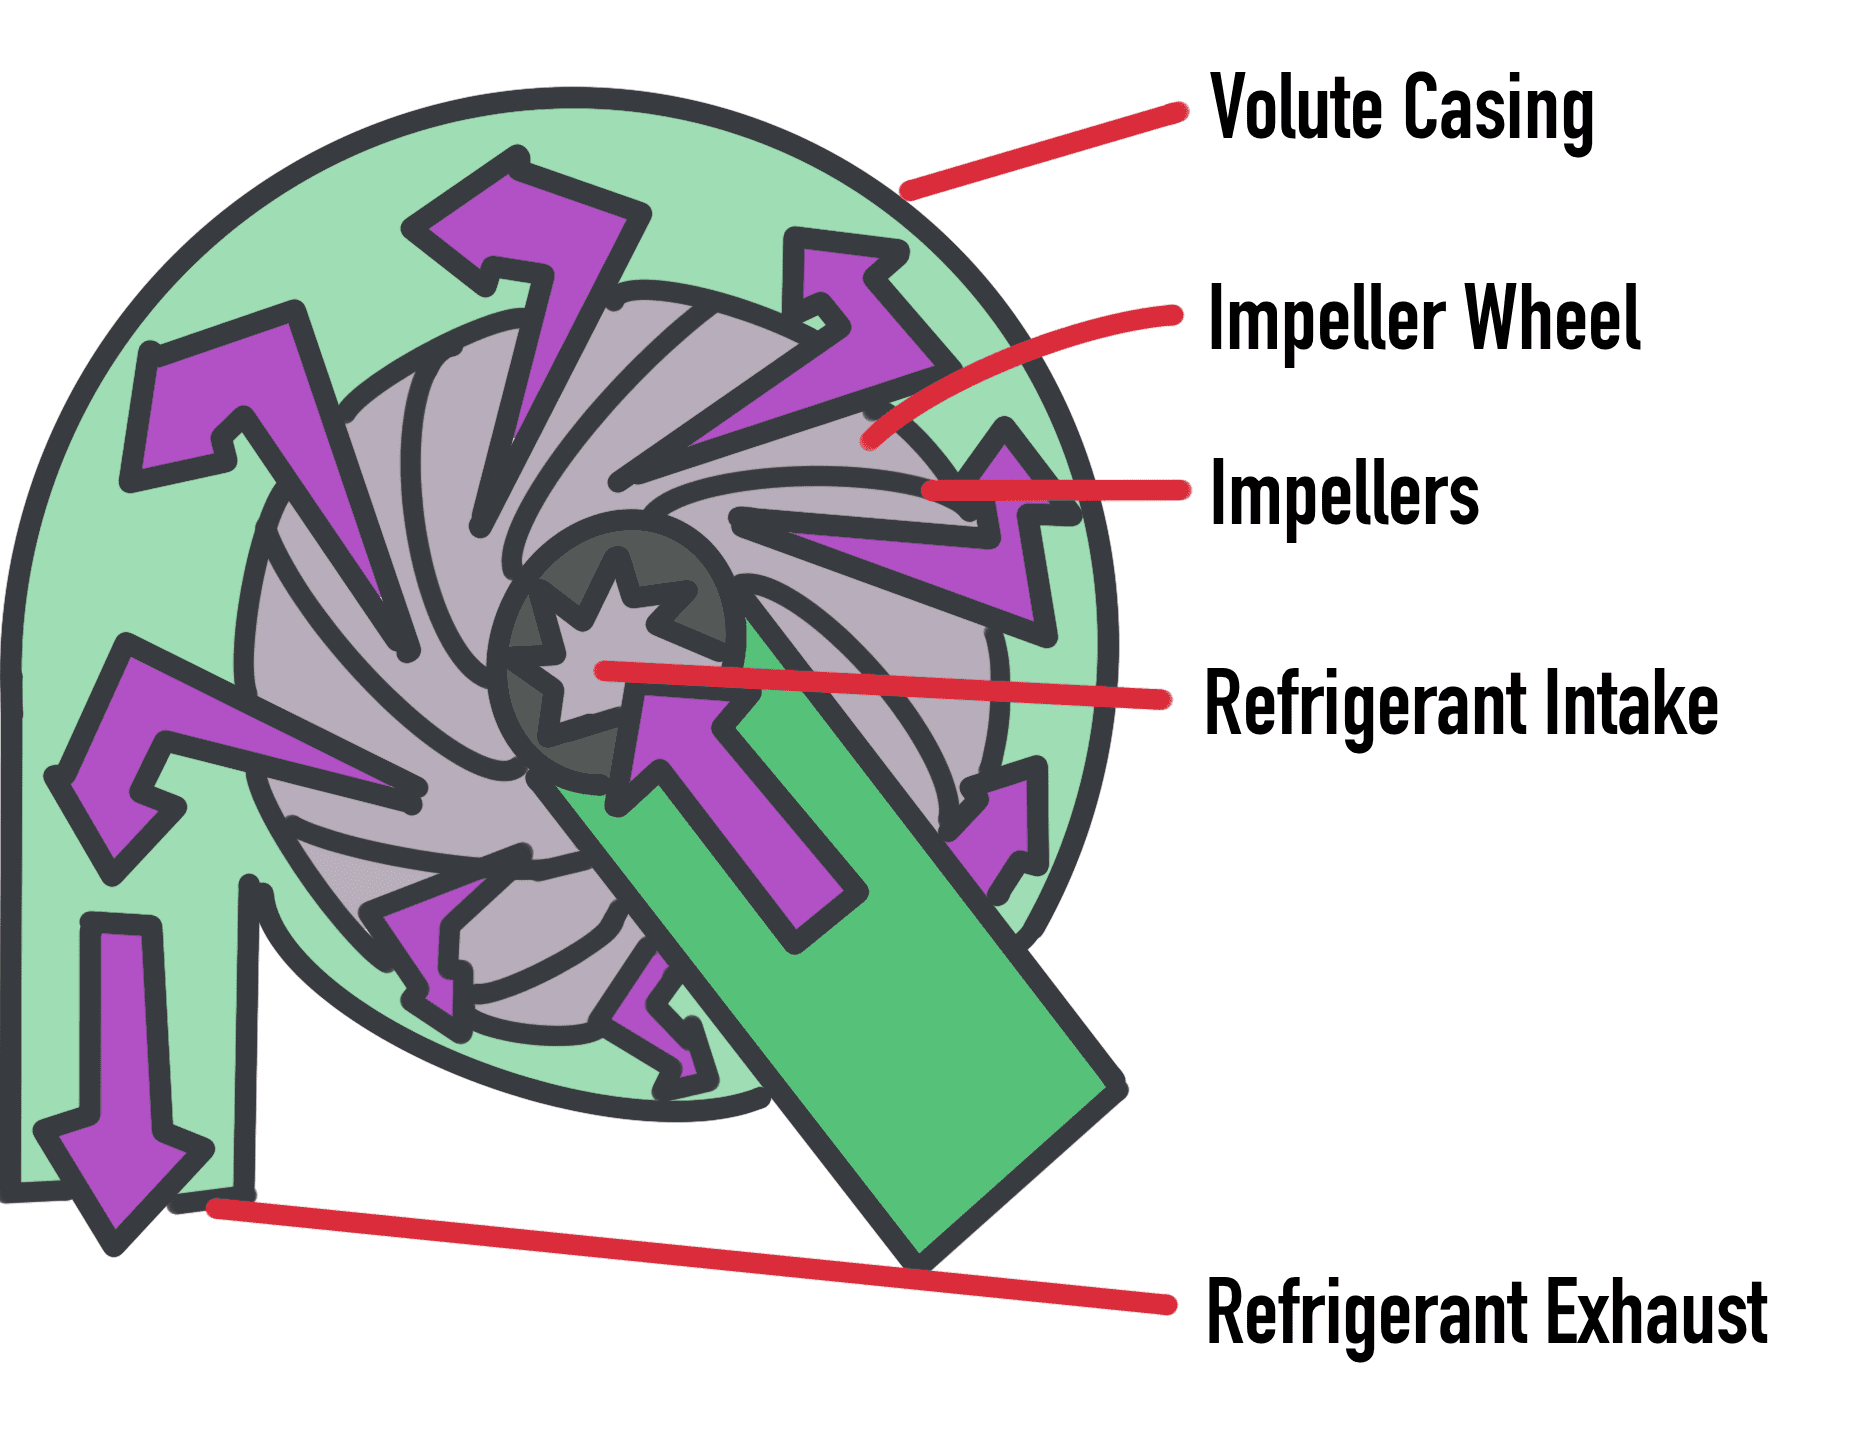 Volute Casing
Impeller Wheel
Impellers
Refrigerant Intake
Refrigerant Exhaust